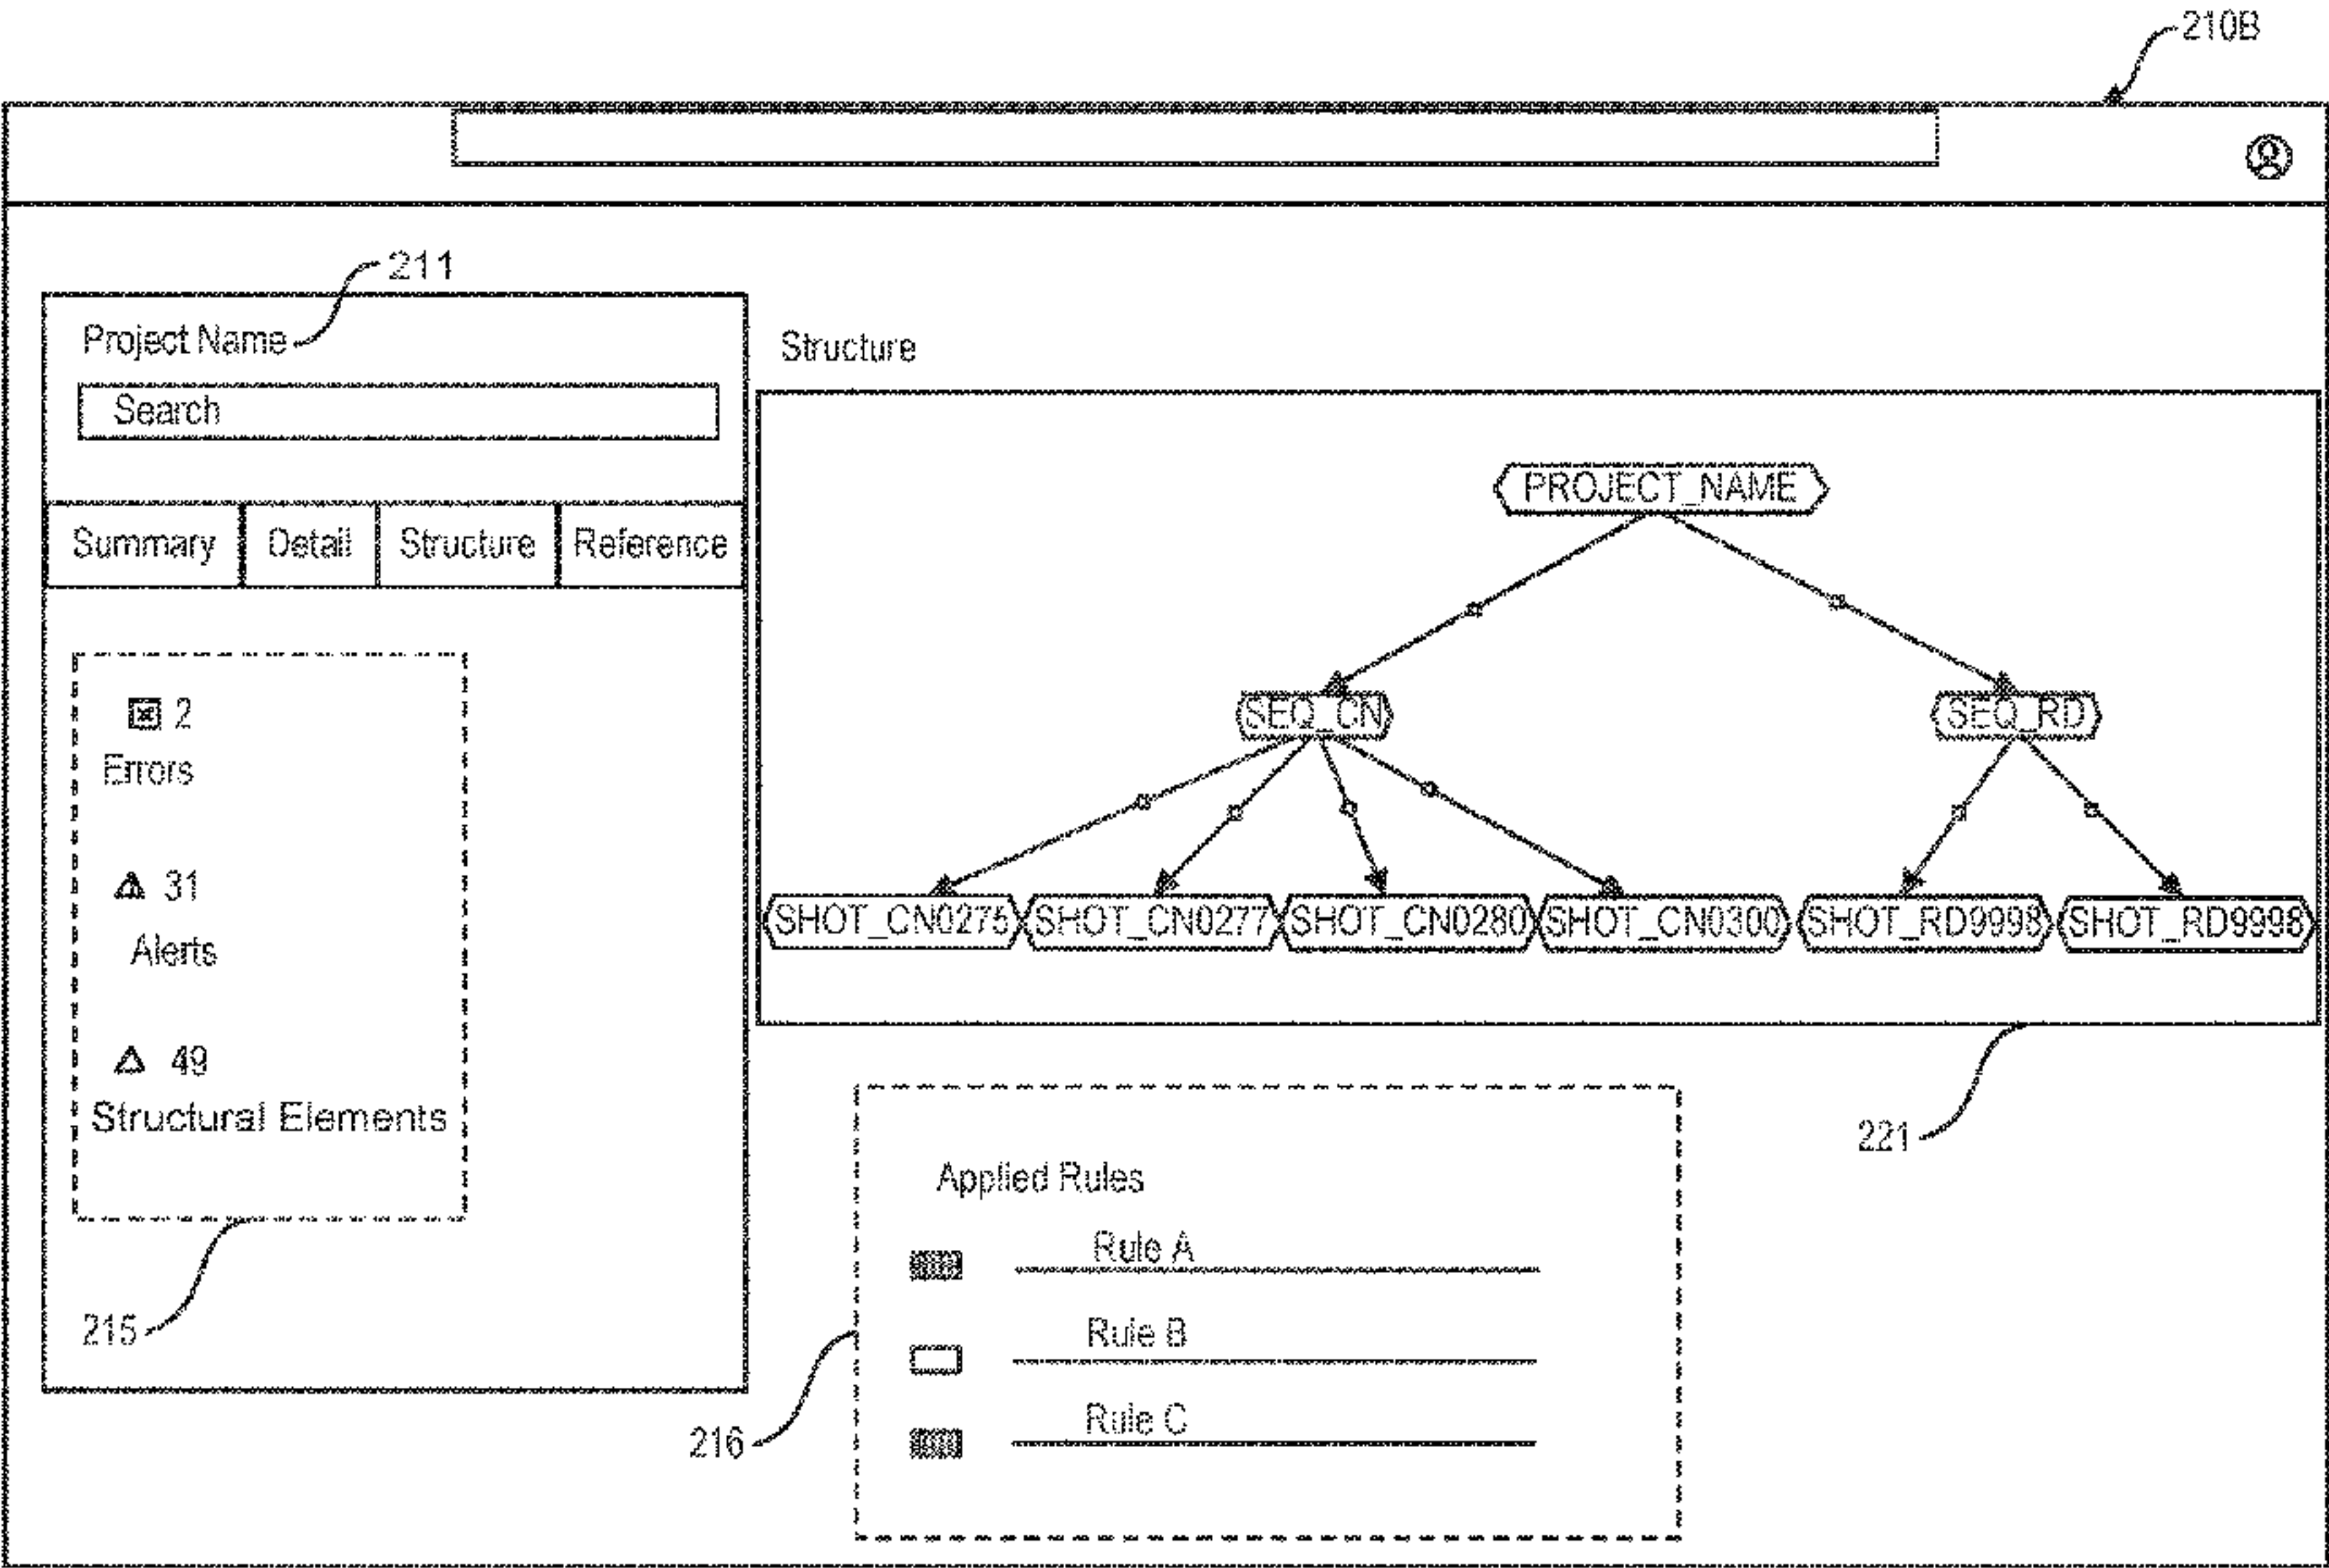 210B
211
Project Name
Search
Structure
Summary Detail Structure Reference
PROJECT_NAME
SEQ_CN SEQ_RD
SHOT_CN0275 SHOT_CN0277 SHOT_CN0280 SHOT_CN0300 SHOT_RD9998 SHOT_RD9998
2
Errors
31
Alerts
49
Structural Elements
215
221
Applied Rules
Rule A
Rule B
Rule C
216